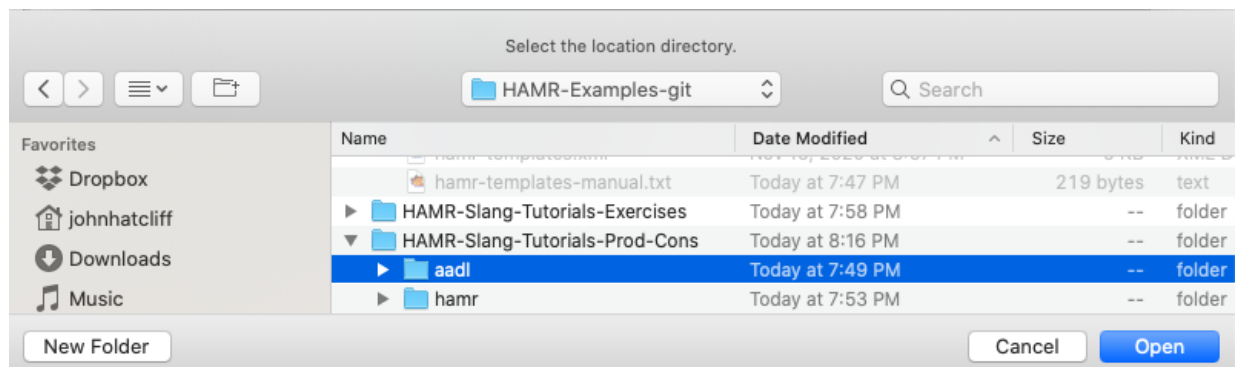 Select the location directory.
HAMR-Examples-git
Search
Favorites
Dropbox
johnhatcliff
Downloads
Music
Name Date Modified Size Kind
hamr-templates-manual.txt Today at 7:47 PM 219 bytes text
HAMR-Slang-Tutorials-Exercises Today at 7:58 PM -- folder
HAMR-Slang-Tutorials-Prod-Cons Today at 8:16 PM -- folder
aadl Today at 7:49 PM -- folder
hamr Today at 7:53 PM -- folder
New Folder Cancel Open